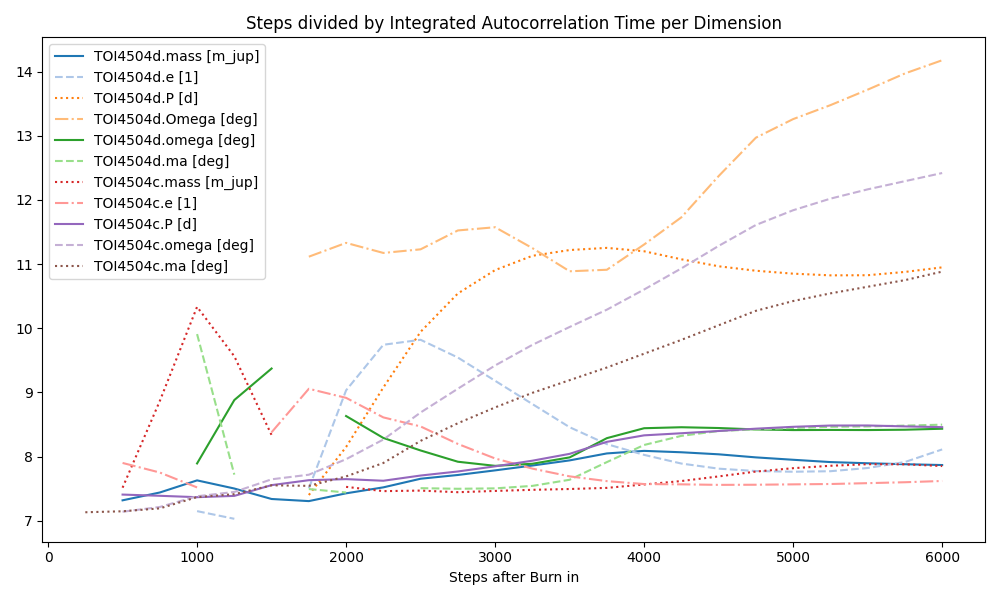 Steps divided by Integrated Autocorrelation Time per Dimension
TOI4504d.mass [m_jup]
TOI4504d.e [1]
TOI4504d.P [d]
TOI4504d.Omega [deg]
TOI4504d.omega [deg]
TOI4504d.ma [deg]
TOI4504c.mass [m_jup]
TOI4504c.e [1]
TOI4504c.P [d]
TOI4504c.omega [deg]
TOI4504c.ma [deg]
14
13
12
11
10
9
8
7
0 1000 2000 3000 4000 5000 6000
Steps after Burn in